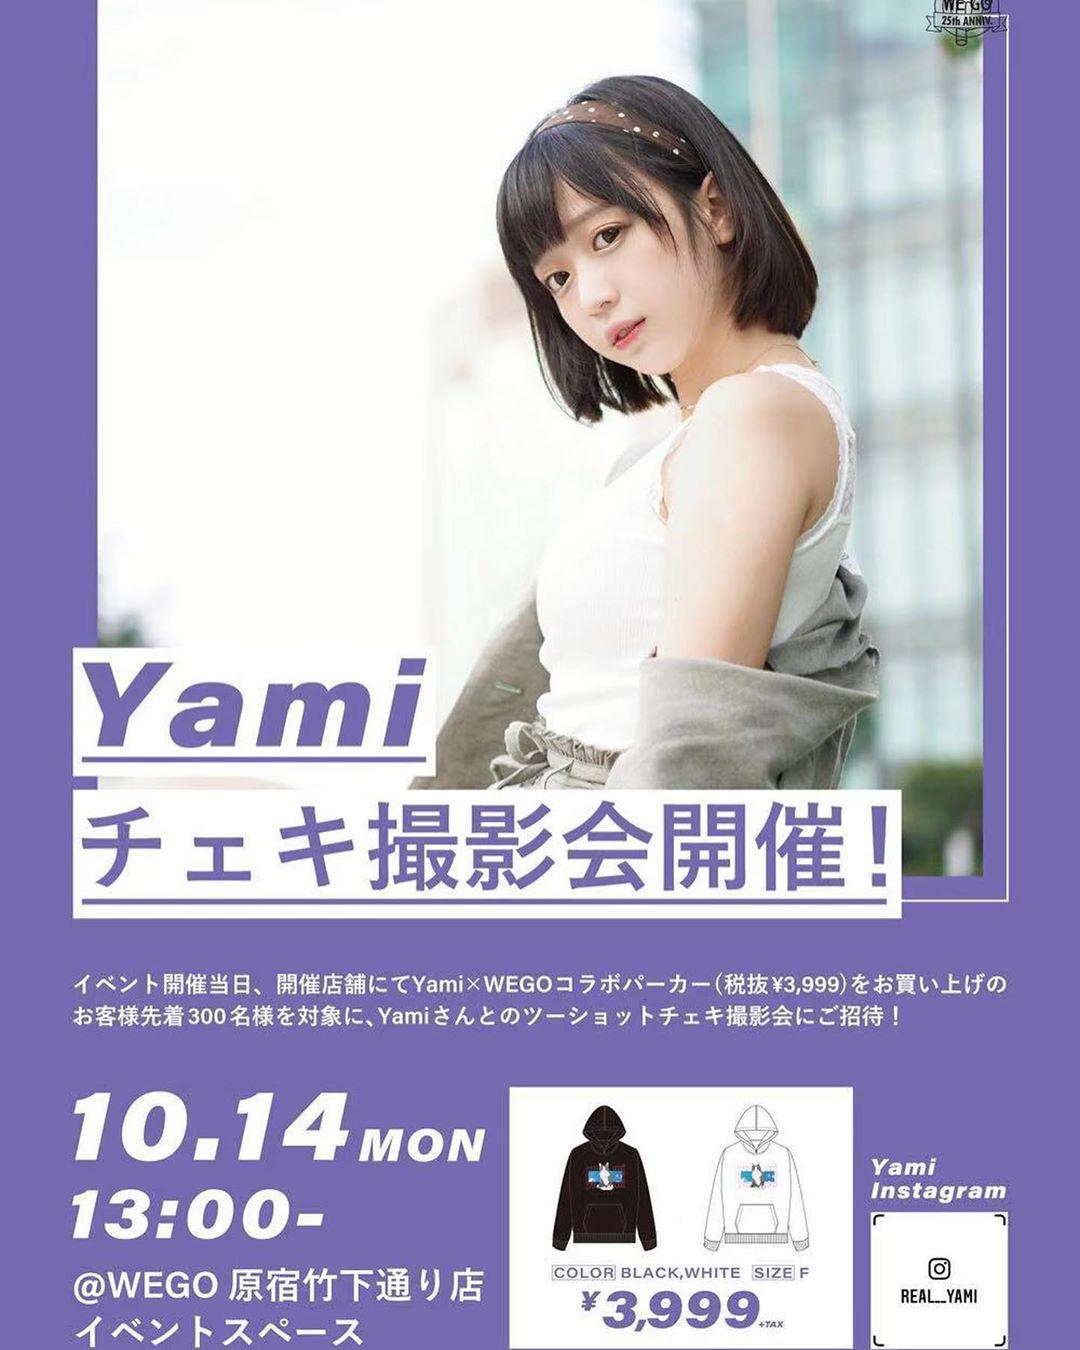 WEGO
25th ANNIV.
Yami
チェキ撮影会開催！
イベント開催当日、開催店舗にてYami×WEGOコラボパーカー（税抜¥3,999）をお買い上げの
お客様先着300名様を対象に、Yamiさんとのツーショットチェキ撮影会にご招待！
10.14 MON
13:00-
@WEGO 原宿竹下通り店
イベントスペース
COLOR BLACK,WHITE SIZE F
¥3,999+TAX
Yami
Instagram
REAL__YAMI